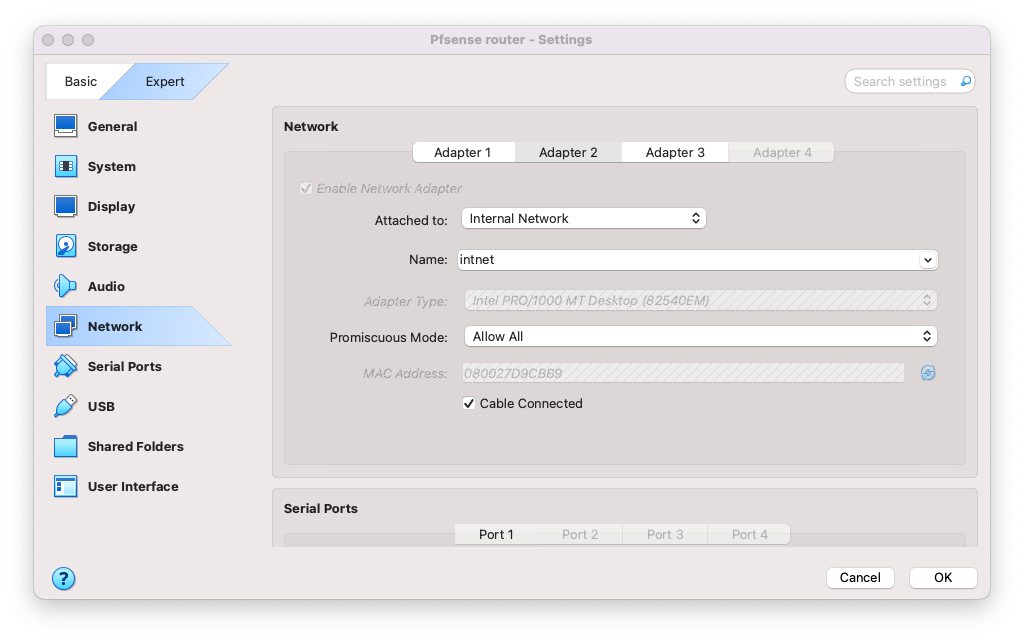 Pfsense router - Settings
Basic Expert
Search settings
General
System
Display
Storage
Audio
Network
Serial Ports
USB
Shared Folders
User Interface
Network
Adapter 1 Adapter 2 Adapter 3 Adapter 4
Enable Network Adapter
Attached to: Internal Network
Name: intnet
Adapter Type: Intel PRO/1000 MT Desktop (82540EM)
Promiscuous Mode: Allow All
MAC Address: 080027D9CBB9
Cable Connected
Serial Ports
Port 1 Port 2 Port 3 Port 4
?
Cancel OK